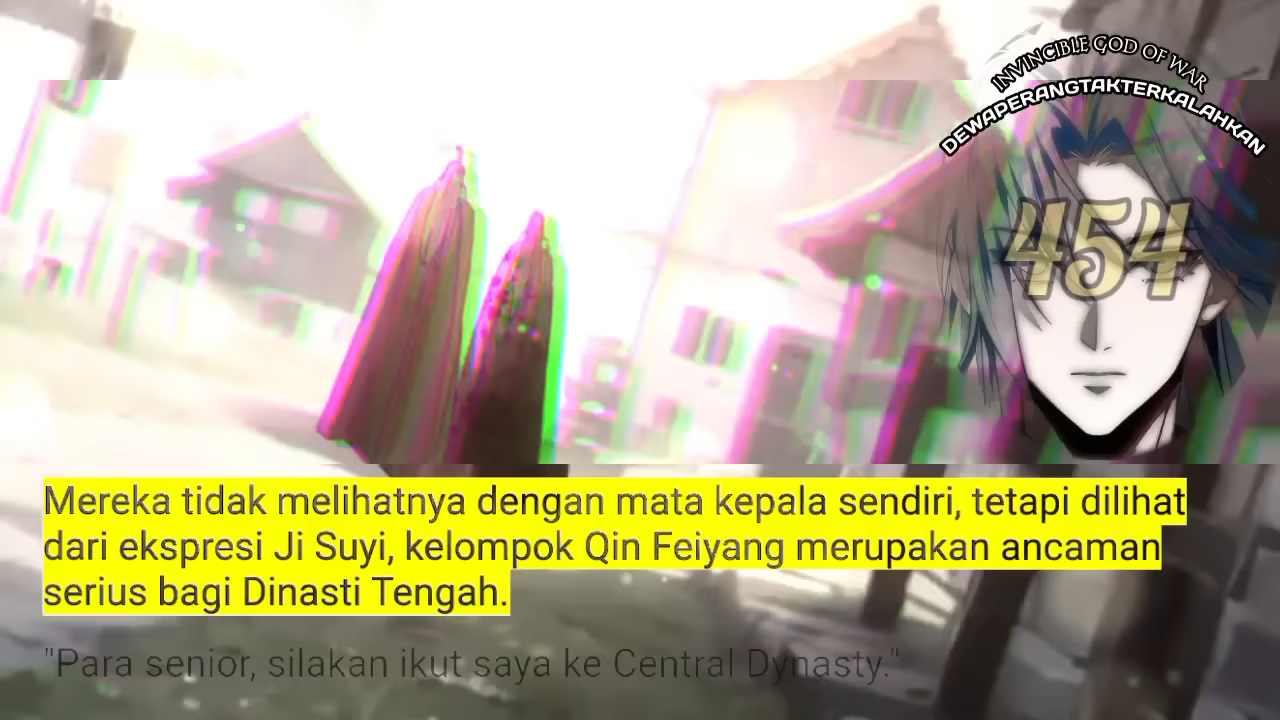 INVINCIBLE GOD OF WAR
DEWAPERANGTAKTERKALAHKAN
454
Mereka tidak melihatnya dengan mata kepala sendiri, tetapi dilihat
dari ekspresi Ji Suyi, kelompok Qin Feiyang merupakan ancaman
serius bagi Dinasti Tengah.
"Para senior, silakan ikut saya ke Central Dynasty."